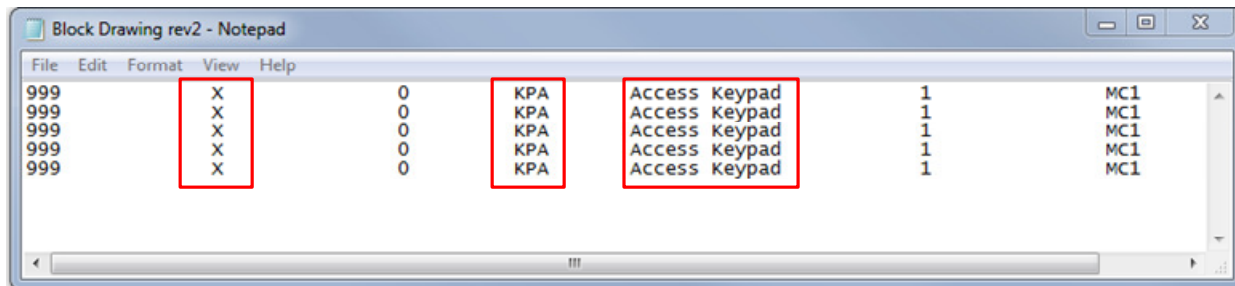 Block Drawing rev2 - Notepad
File Edit Format View Help
999 X 0 KPA Access Keypad 1 MC1
999 X 0 KPA Access Keypad 1 MC1
999 X 0 KPA Access Keypad 1 MC1
999 X 0 KPA Access Keypad 1 MC1
999 X 0 KPA Access Keypad 1 MC1